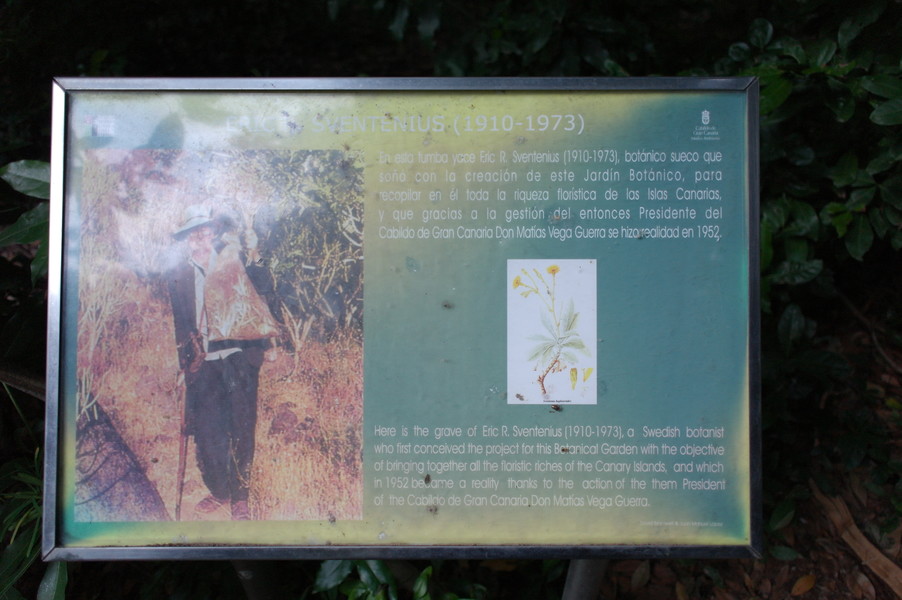 ERIC R. SVENTENIUS (1910-1973)
Cabildo de
Gran Canaria
En esta tumba yace Eric R. Sventenius (1910-1973), botánico sueco que
soñó con la creación de este Jardín Botánico, para
recopilar en él toda la riqueza florística de las Islas Canarias,
y que gracias a la gestión del entonces Presidente del
Cabildo de Gran Canaria Don Matías Vega Guerra se hizo realidad en 1952.
Here is the grave of Eric R. Sventenius (1910-1973), a Swedish botanist
who first conceived the project for this Botanical Garden with the objective
of bringing together all the floristic riches of the Canary Islands, and which
in 1952 became a reality thanks to the action of the them President
of the Cabildo de Gran Canaria Don Matías Vega Guerra.